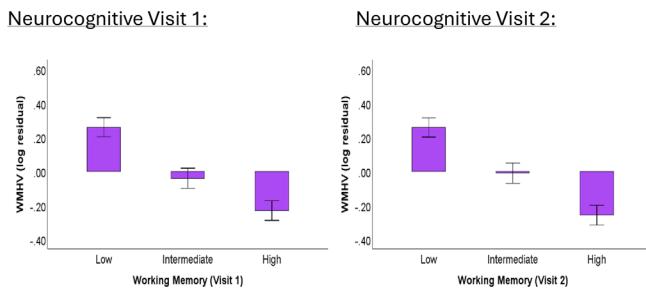 Neurocognitive Visit 1:
Neurocognitive Visit 2:
WMHV (log residual)
.60
.40
.20
.00
-.20
-.40
Low
Intermediate
High
Working Memory (Visit 1)
WMHV (log residual)
.60
.40
.20
.00
-.20
-.40
Low
Intermediate
High
Working Memory (Visit 2)